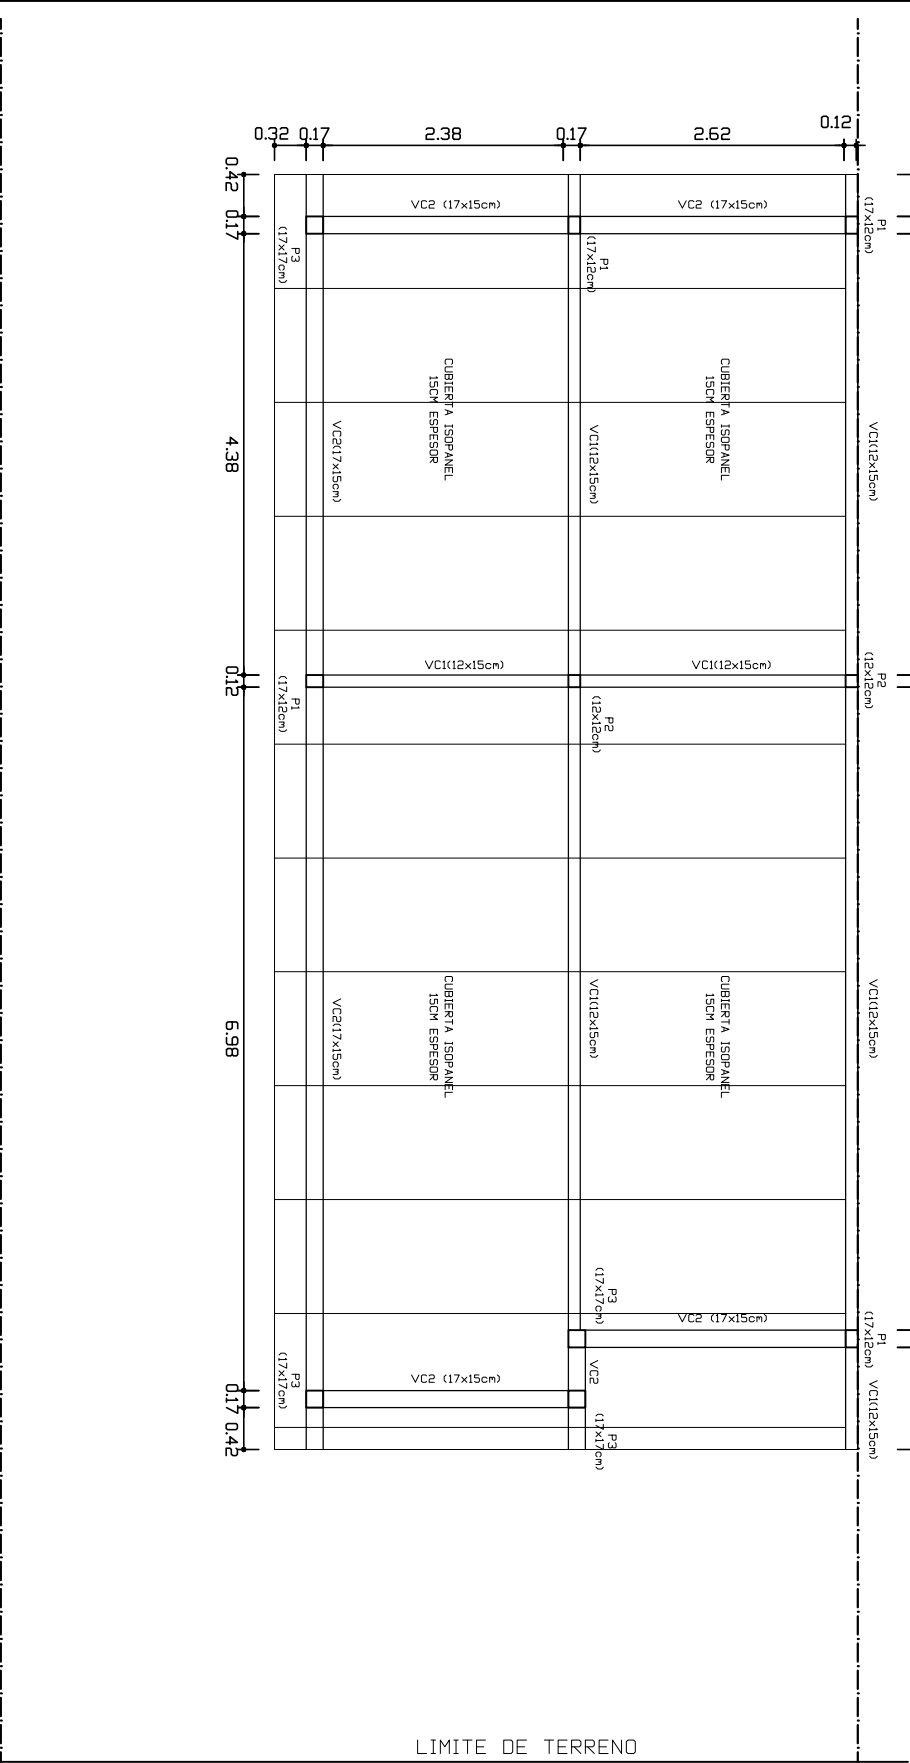 0.12
0.32 0.17 2.38 0.17 2.62
0.42
0.17
VC2 (17x15cm)
VC2 (17x15cm)
P1
(17x12cm)
P3
(17x17cm)
P1
(17x12cm)
CUBIERTA ISOPANEL
15CM ESPESOR
CUBIERTA ISOPANEL
15CM ESPESOR
4.38
VC2(17x15cm)
VC1(12x15cm)
VC1(12x15cm)
VC1(12x15cm)
VC1(12x15cm)
P2
(12x12cm)
0.12
P1
(17x12cm)
P2
(12x12cm)
CUBIERTA ISOPANEL
15CM ESPESOR
CUBIERTA ISOPANEL
15CM ESPESOR
6.98
VC2(17x15cm)
VC1(12x15cm)
VC1(12x15cm)
P3
(17x17cm)
VC2 (17x15cm)
P1
(17x12cm)
P3
(17x17cm)
VC2 (17x15cm)
VC2
VC1(12x15cm)
0.17
0.42
P3
(17x17cm)
LIMITE DE TERRENO